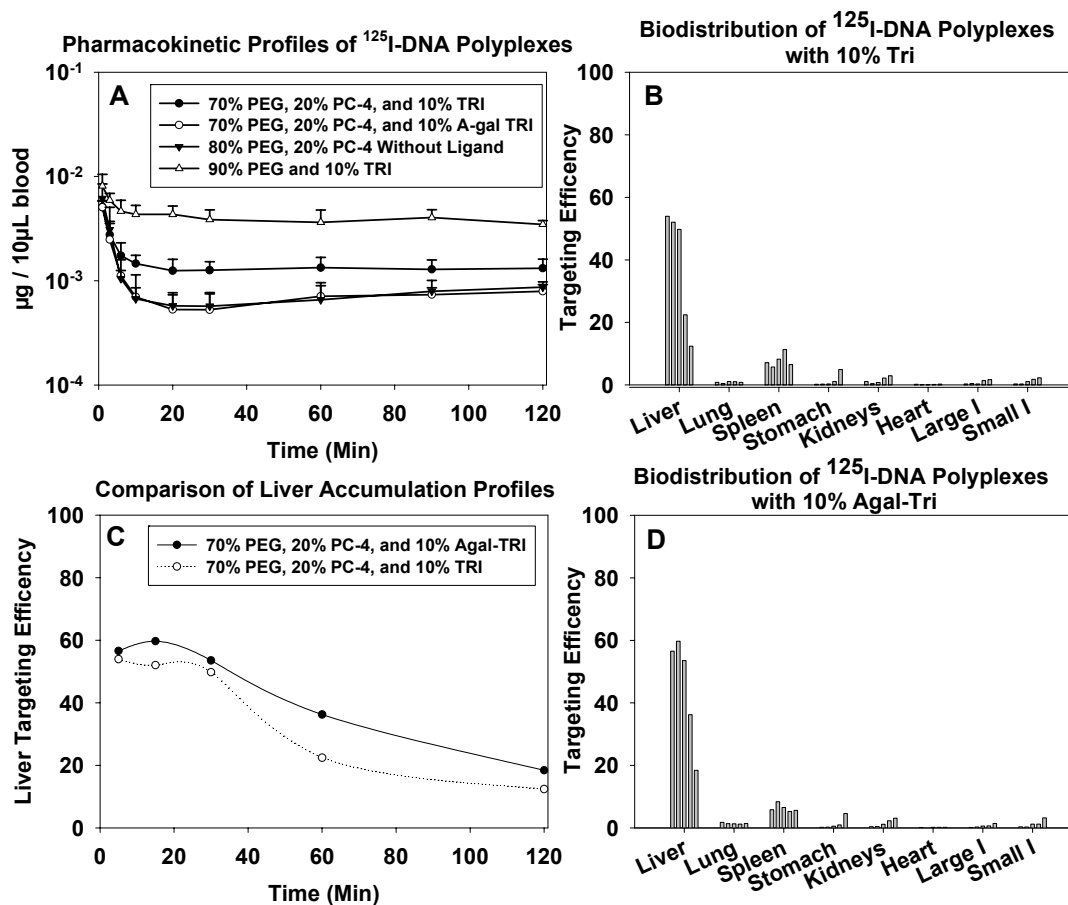 Pharmacokinetic Profiles of ¹²⁵I-DNA Polyplexes
A
10⁻¹
10⁻²
10⁻³
10⁻⁴
µg / 10µL blood
70% PEG, 20% PC-4, and 10% TRI
70% PEG, 20% PC-4, and 10% A-gal TRI
80% PEG, 20% PC-4 Without Ligand
90% PEG and 10% TRI
0 20 40 60 80 100 120
Time (Min)
Biodistribution of ¹²⁵I-DNA Polyplexes
with 10% Tri
B
100
80
60
40
20
0
Targeting Efficency
Liver Lung Spleen Stomach Kidneys Heart Large I Small I
Comparison of Liver Accumulation Profiles
C
100
80
60
40
20
0
Liver Targeting Efficency
70% PEG, 20% PC-4, and 10% Agal-TRI
70% PEG, 20% PC-4, and 10% TRI
0 20 40 60 80 100 120
Time (Min)
Biodistribution of ¹²⁵I-DNA Polyplexes
with 10% Agal-Tri
D
100
80
60
40
20
0
Targeting Efficency
Liver Lung Spleen Stomach Kidneys Heart Large I Small I